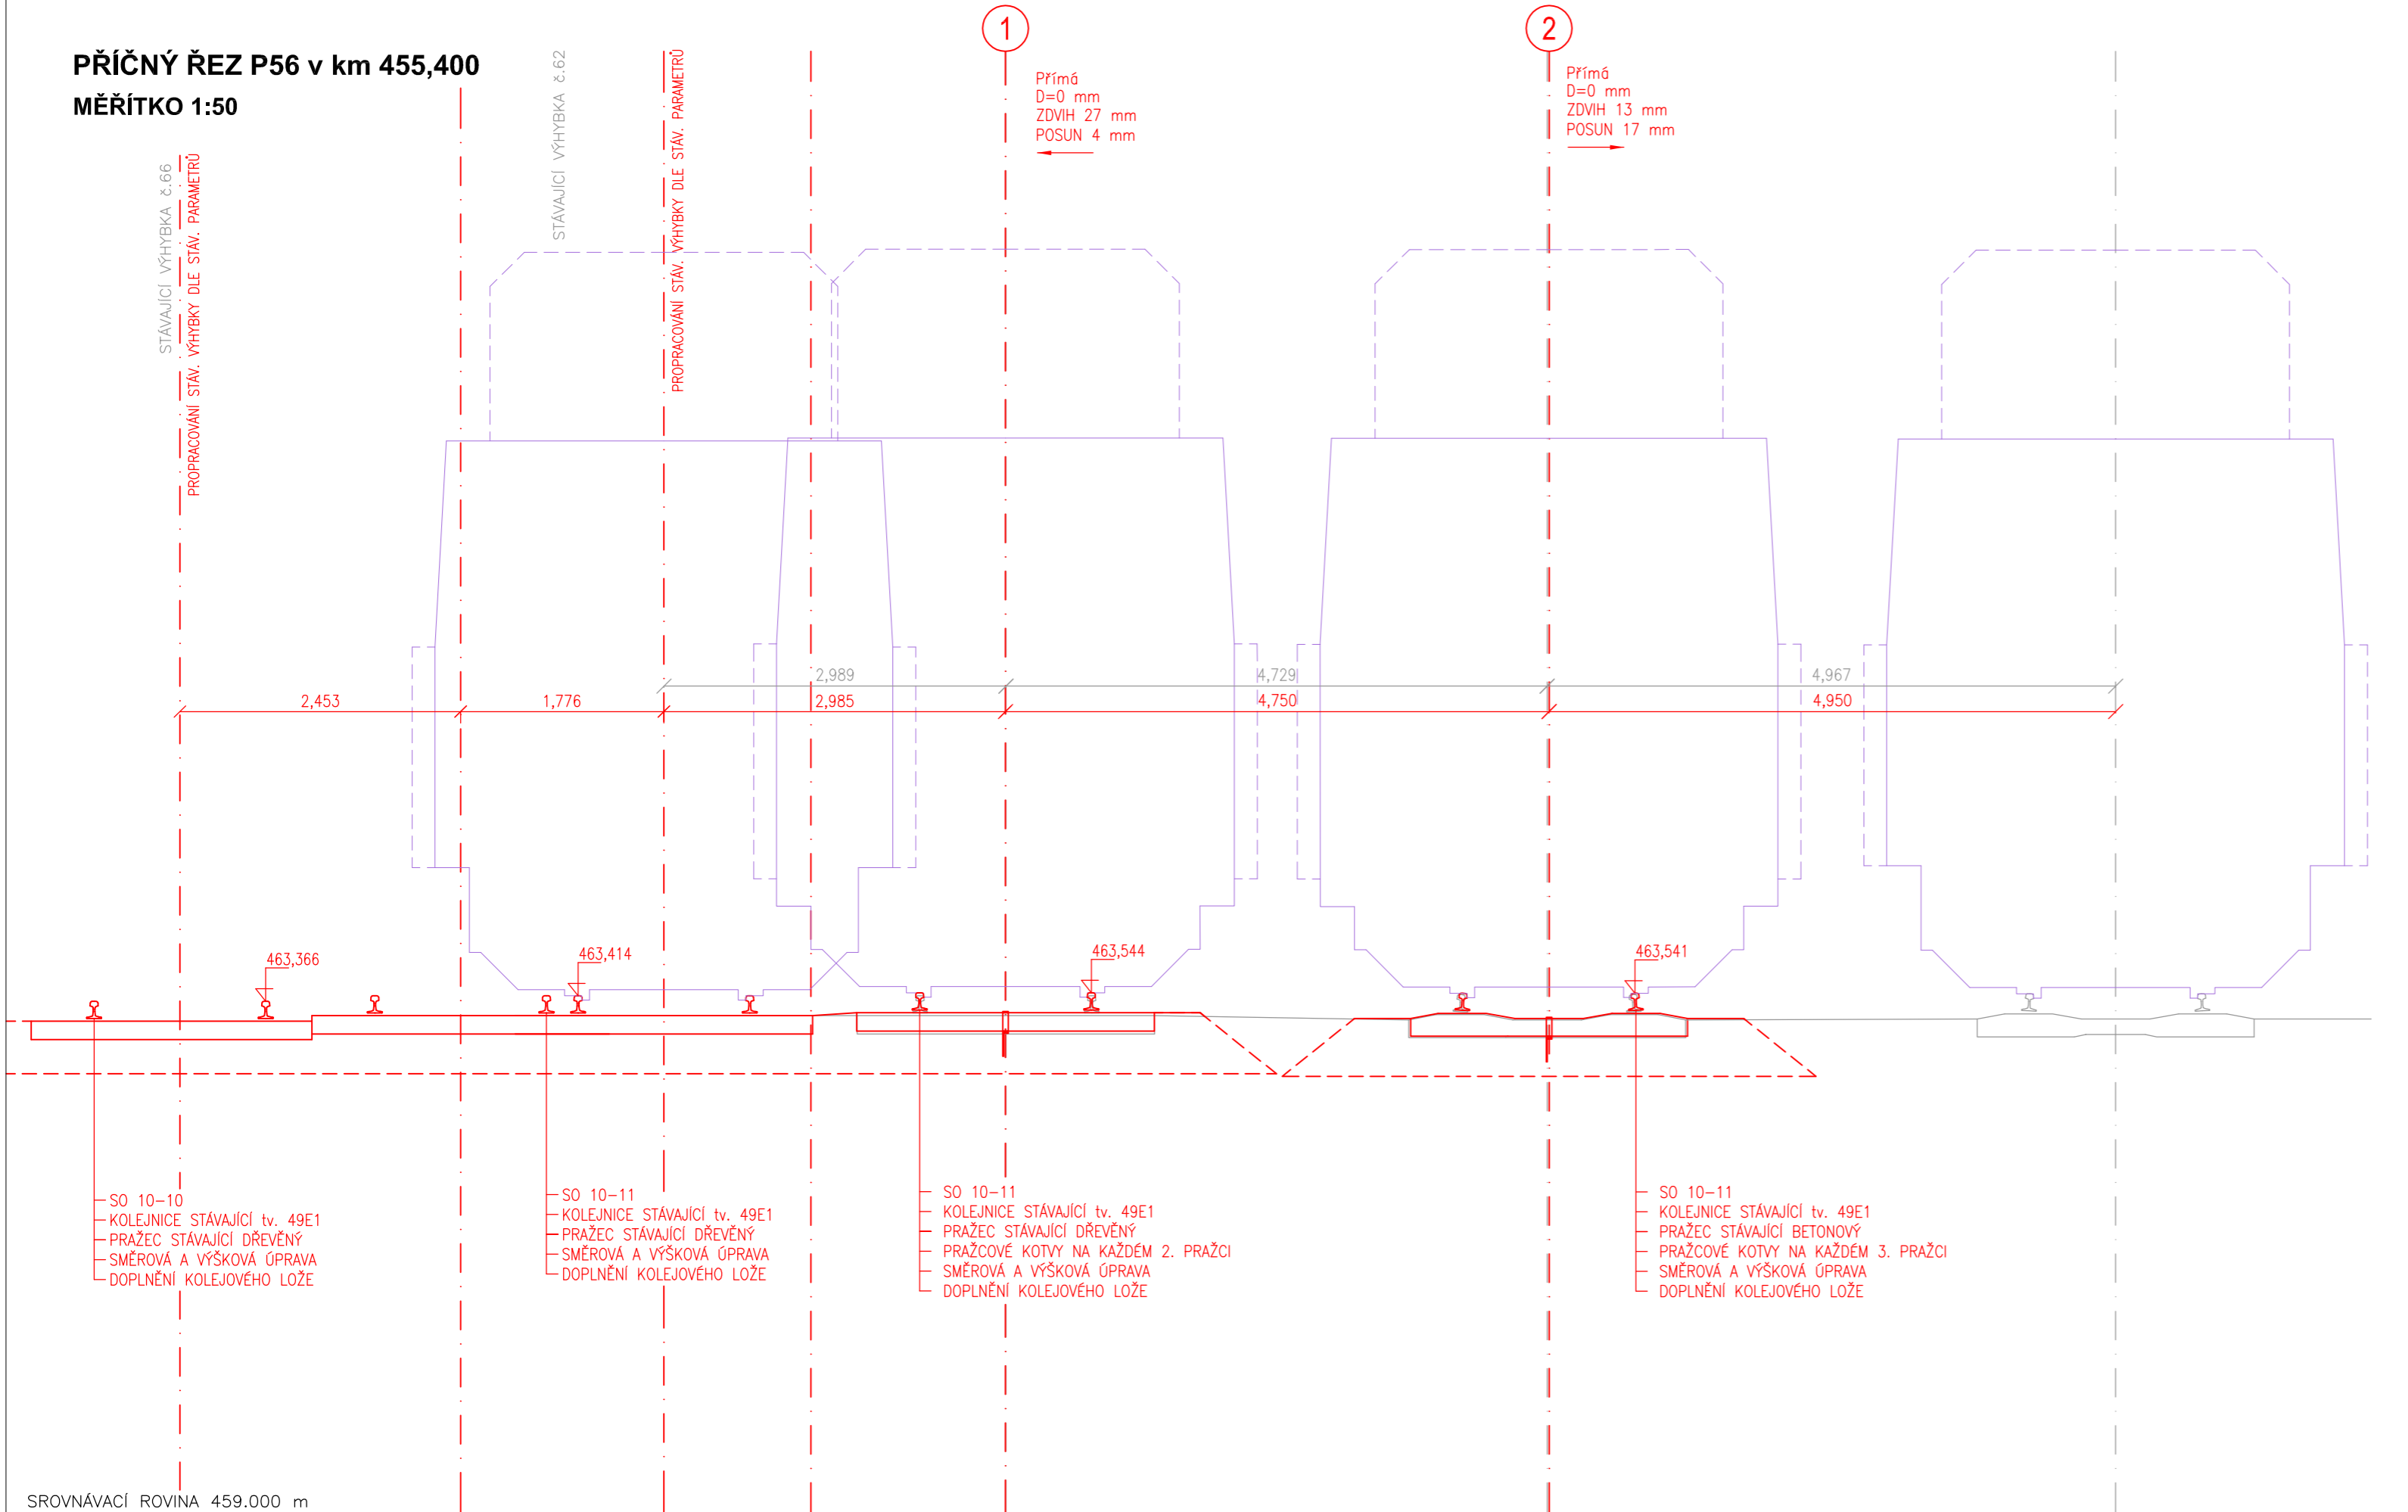 PŘÍČNÝ ŘEZ P56 v km 455,400
MĚŘÍTKO 1:50
STÁVAJÍCÍ VÝHYBKA č.66
PROPRACOVÁNÍ STÁV. VÝHYBKY DLE STÁV. PARAMETRŮ
STÁVAJÍCÍ VÝHYBKA č.62
PROPRACOVÁNÍ STÁV. VÝHYBKY DLE STÁV. PARAMETRŮ
1
Přímá
D=0 mm
ZDVIH 27 mm
POSUN 4 mm
2
Přímá
D=0 mm
ZDVIH 13 mm
POSUN 17 mm
2,989
4,729
4,967
2,453
1,776
2,985
4,750
4,950
463,366
463,414
463,544
463,541
SO 10-10
KOLEJNICE STÁVAJÍCÍ tv. 49E1
PRAŽEC STÁVAJÍCÍ DŘEVĚNÝ
SMĚROVÁ A VÝŠKOVÁ ÚPRAVA
DOPLNĚNÍ KOLEJOVÉHO LOŽE
SO 10-11
KOLEJNICE STÁVAJÍCÍ tv. 49E1
PRAŽEC STÁVAJÍCÍ DŘEVĚNÝ
SMĚROVÁ A VÝŠKOVÁ ÚPRAVA
DOPLNĚNÍ KOLEJOVÉHO LOŽE
SO 10-11
KOLEJNICE STÁVAJÍCÍ tv. 49E1
PRAŽEC STÁVAJÍCÍ DŘEVĚNÝ
PRAŽCOVÉ KOTVY NA KAŽDÉM 2. PRAŽCI
SMĚROVÁ A VÝŠKOVÁ ÚPRAVA
DOPLNĚNÍ KOLEJOVÉHO LOŽE
SO 10-11
KOLEJNICE STÁVAJÍCÍ tv. 49E1
PRAŽEC STÁVAJÍCÍ BETONOVÝ
PRAŽCOVÉ KOTVY NA KAŽDÉM 3. PRAŽCI
SMĚROVÁ A VÝŠKOVÁ ÚPRAVA
DOPLNĚNÍ KOLEJOVÉHO LOŽE
SROVNÁVACÍ ROVINA 459.000 m